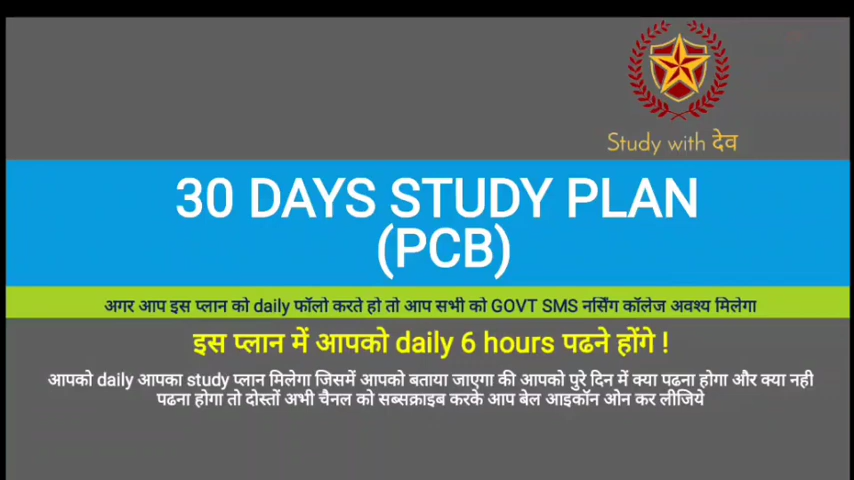 Study with देव
30 DAYS STUDY PLAN
(PCB)
अगर आप इस प्लान को daily फॉलो करते हो तो आप सभी को GOVT SMS नर्सिंग कॉलेज अवश्य मिलेगा
इस प्लान में आपको daily 6 hours पढने होंगे !
आपको daily आपका study प्लान मिलेगा जिसमें आपको बताया जाएगा की आपको पुरे दिन में क्या पढना होगा और क्या नही
पढना होगा तो दोस्तों अभी चैनल को सब्सक्राइब करके आप बेल आइकॉन ओन कर लीजिये